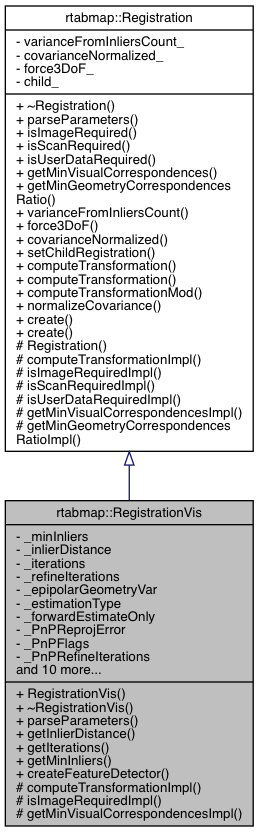 rtabmap::Registration
- varianceFromInliersCount_
- covarianceNormalized_
- force3DoF_
- child_
+ ~Registration()
+ parseParameters()
+ isImageRequired()
+ isScanRequired()
+ isUserDataRequired()
+ getMinVisualCorrespondences()
+ getMinGeometryCorrespondences
Ratio()
+ varianceFromInliersCount()
+ force3DoF()
+ covarianceNormalized()
+ setChildRegistration()
+ computeTransformation()
+ computeTransformation()
+ computeTransformationMod()
+ normalizeCovariance()
+ create()
+ create()
# Registration()
# computeTransformationImpl()
# isImageRequiredImpl()
# isScanRequiredImpl()
# isUserDataRequiredImpl()
# getMinVisualCorrespondencesImpl()
# getMinGeometryCorrespondences
RatioImpl()
rtabmap::RegistrationVis
- _minInliers
- _inlierDistance
- _iterations
- _refineIterations
- _epipolarGeometryVar
- _estimationType
- _forwardEstimateOnly
- _PnPReprojError
- _PnPFlags
- _PnPRefineIterations
and 10 more...
+ RegistrationVis()
+ ~RegistrationVis()
+ parseParameters()
+ getInlierDistance()
+ getIterations()
+ getMinInliers()
+ createFeatureDetector()
# computeTransformationImpl()
# isImageRequiredImpl()
# getMinVisualCorrespondencesImpl()